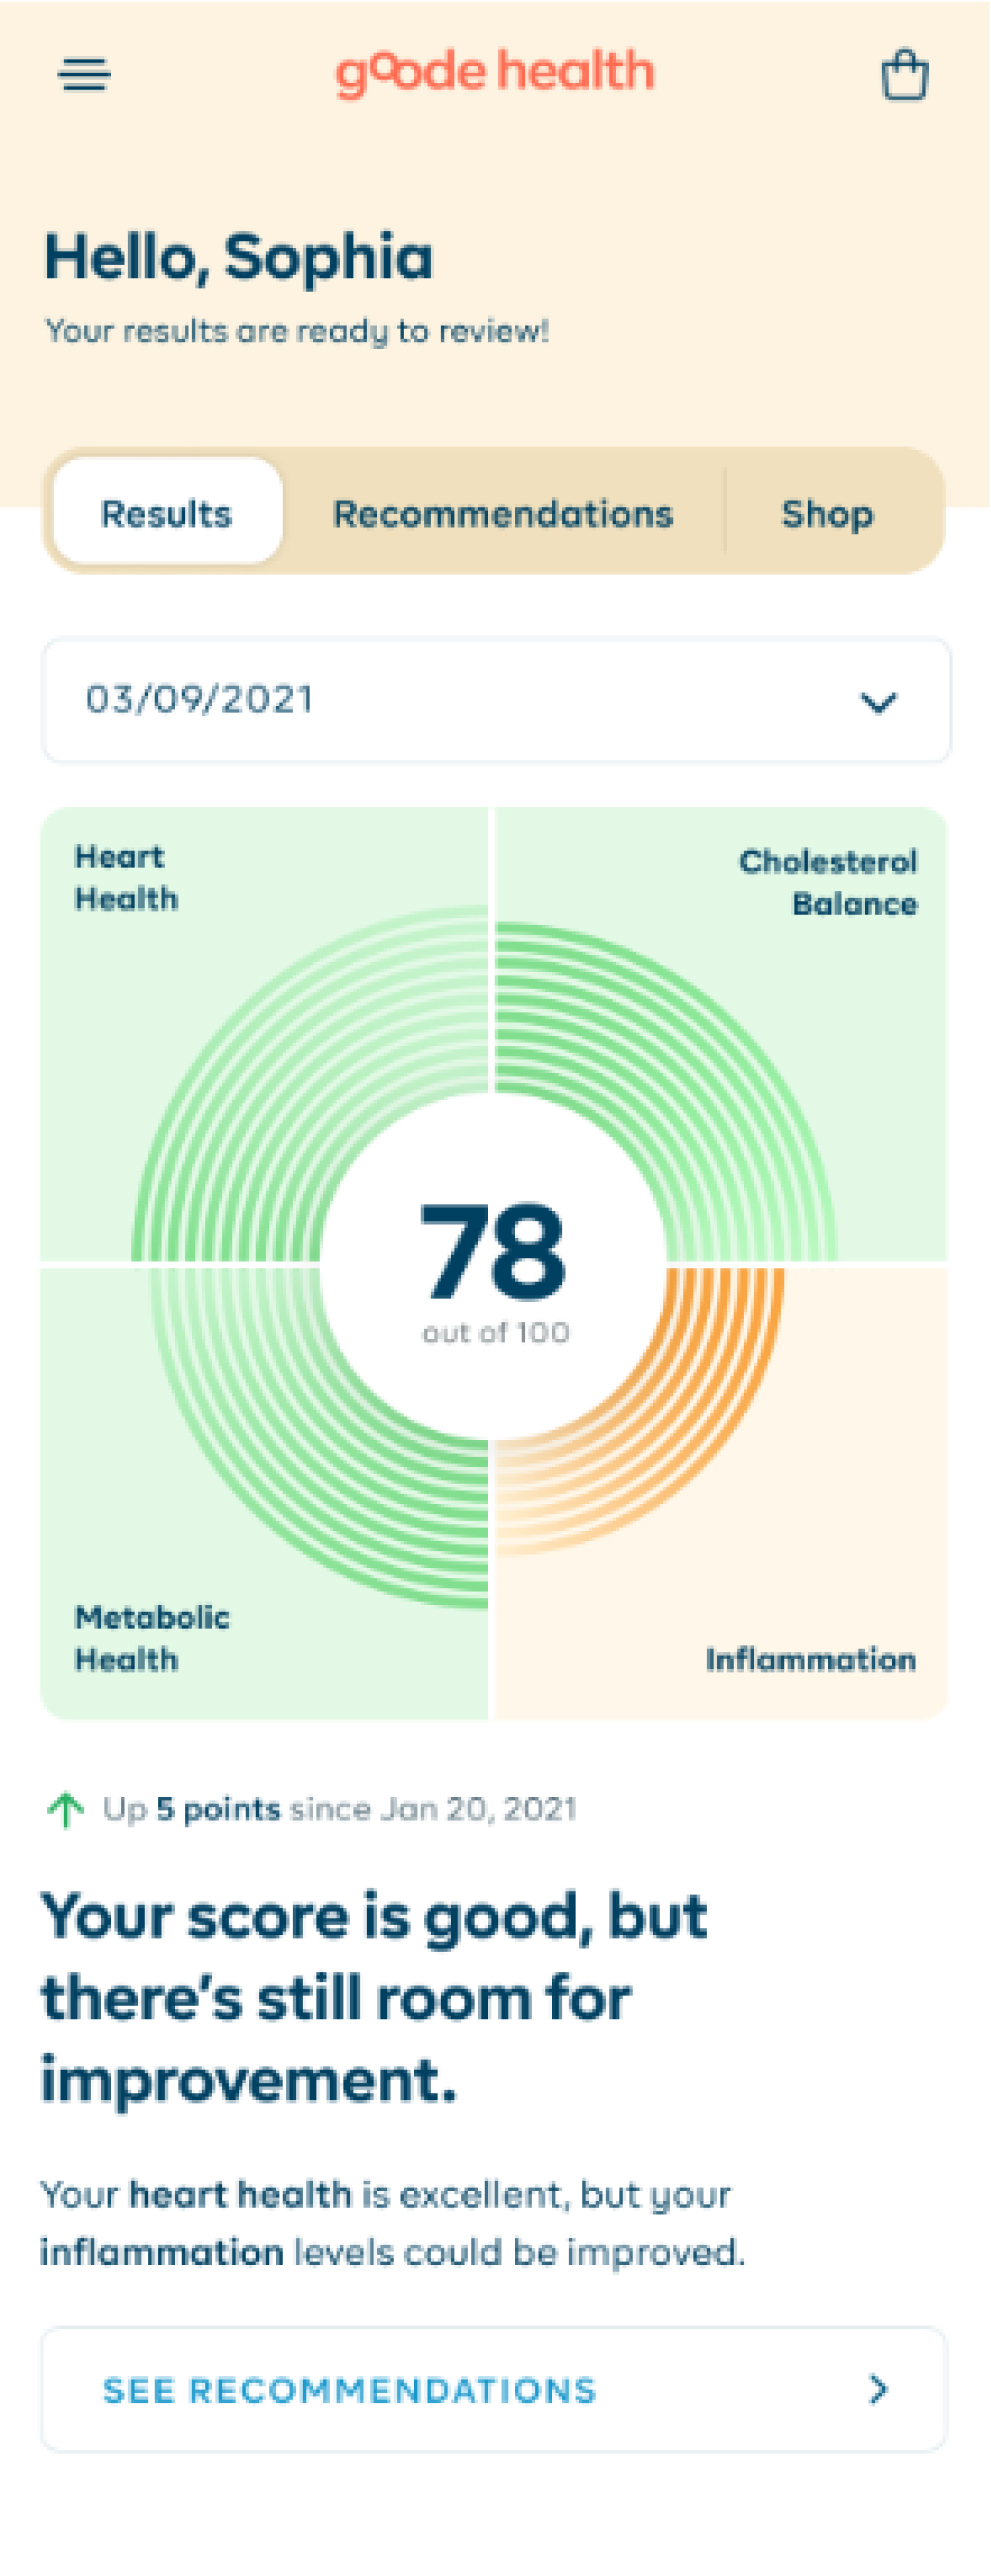 goode health
Hello, Sophia
Your results are ready to review!
Results
Recommendations
Shop
03/09/2021
Heart
Health
Cholesterol
Balance
78
out of 100
Metabolic
Health
Inflammation
Up 5 points since Jan 20, 2021
Your score is good, but
there's still room for
improvement.
Your heart health is excellent, but your
inflammation levels could be improved.
SEE RECOMMENDATIONS